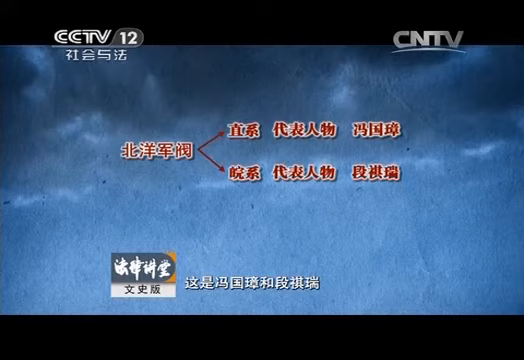 CCTV 12
社会与法
CNTV
直系 代表人物 冯国璋
北洋军阀
皖系 代表人物 段祺瑞
法律讲堂
文史版
这是冯国璋和段祺瑞